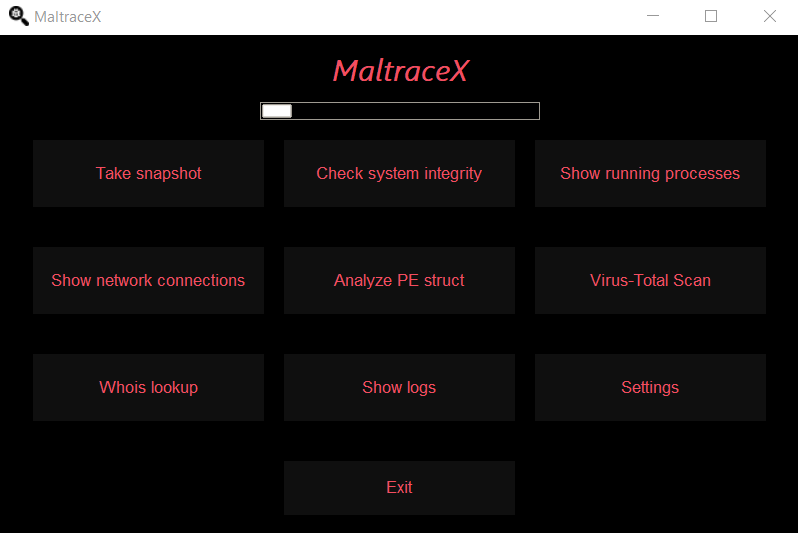 MaltraceX
MaltraceX
Take snapshot
Check system integrity
Show running processes
Show network connections
Analyze PE struct
Virus-Total Scan
Whois lookup
Show logs
Settings
Exit